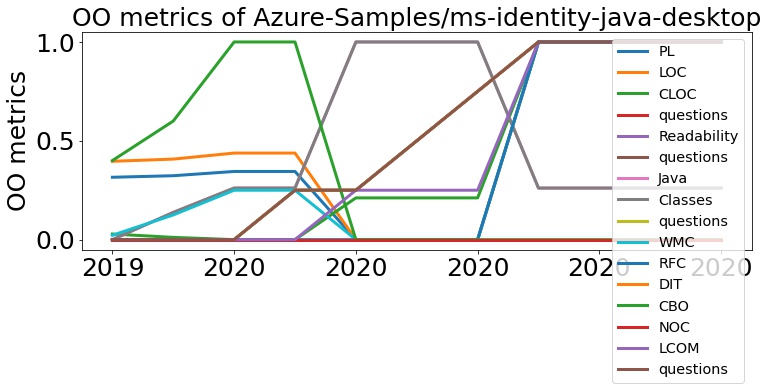 OO metrics of Azure-Samples/ms-identity-java-desktop
OO metrics
1.0
0.5
0.0
2019 2020 2020 2020 2020 2020
PL
LOC
CLOC
questions
Readability
questions
Java
Classes
questions
WMC
RFC
DIT
CBO
NOC
LCOM
questions